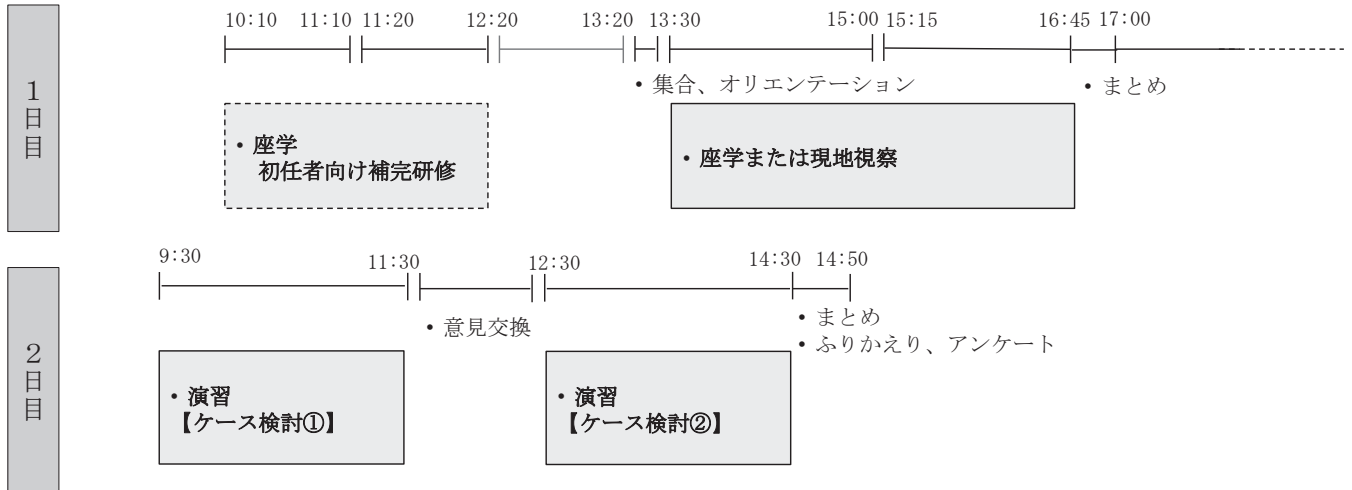 1日目
10:10 11:10 11:20 12:20 13:20 13:30 15:00 15:15 16:45 17:00
・集合、オリエンテーション
・まとめ
・座学
初任者向け補完研修
・座学または現地視察
2日目
9:30 11:30 12:30 14:30 14:50
・意見交換
・まとめ
・ふりかえり、アンケート
・演習
【ケース検討①】
・演習
【ケース検討②】